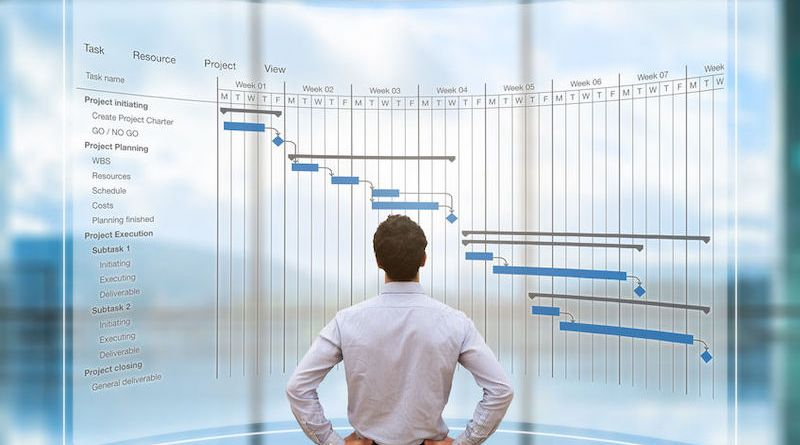 Task Resource Project View
Task name
Week 01 Week 02 Week 03 Week 04 Week 05 Week 06 Week 07 Week
M T W T F M T W T F M T W T F M T W T F M T W T F M T W T F M T W T F M T W
Project initiating
Create Project Charter
GO / NO GO
Project Planning
WBS
Resources
Schedule
Costs
Planning finished
Project Execution
Subtask 1
Initiating
Executing
Deliverable
Subtask 2
Initiating
Executing
Deliverable
Project closing
General deliverable